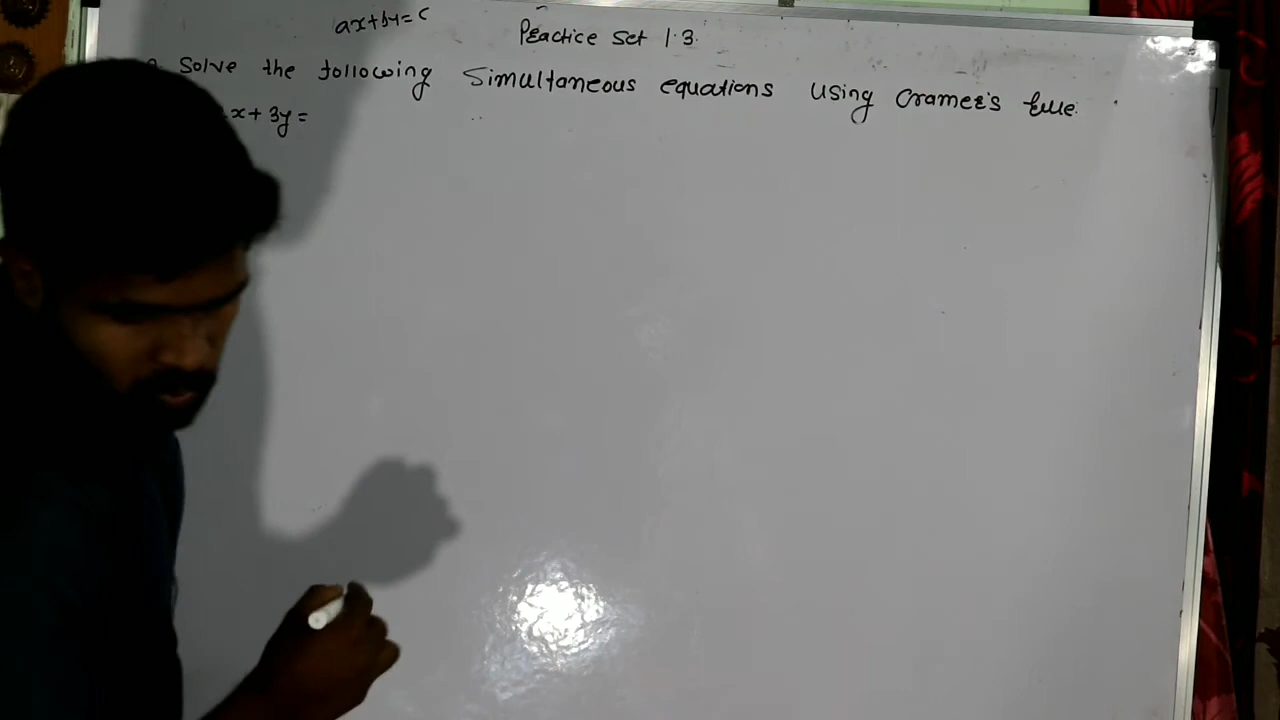 ax+by=c
Practice Set 1.3.
Solve the following Simultaneous equations using Cramer's rule.
x+3y=